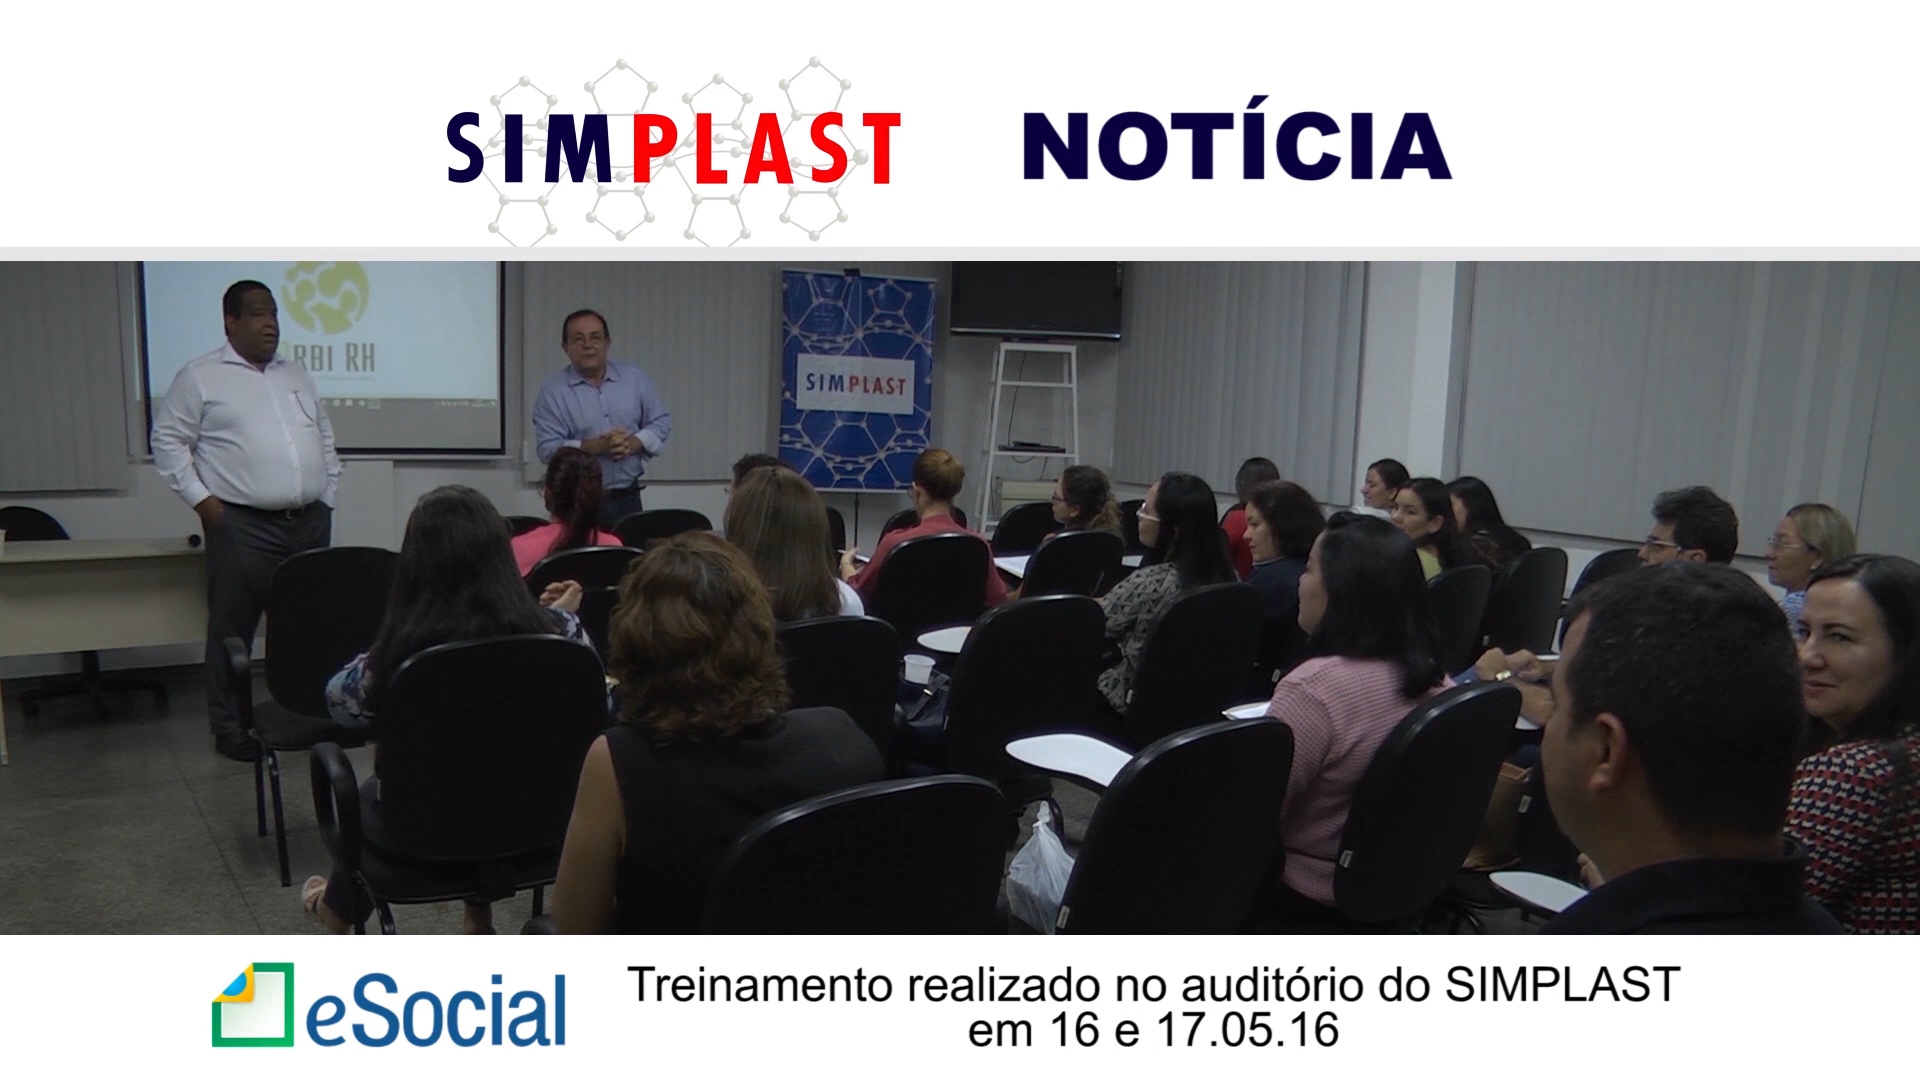 SIMPLAST
NOTÍCIA
RBI RH
SIMPLAST
eSocial
Treinamento realizado no auditório do SIMPLAST
em 16 e 17.05.16